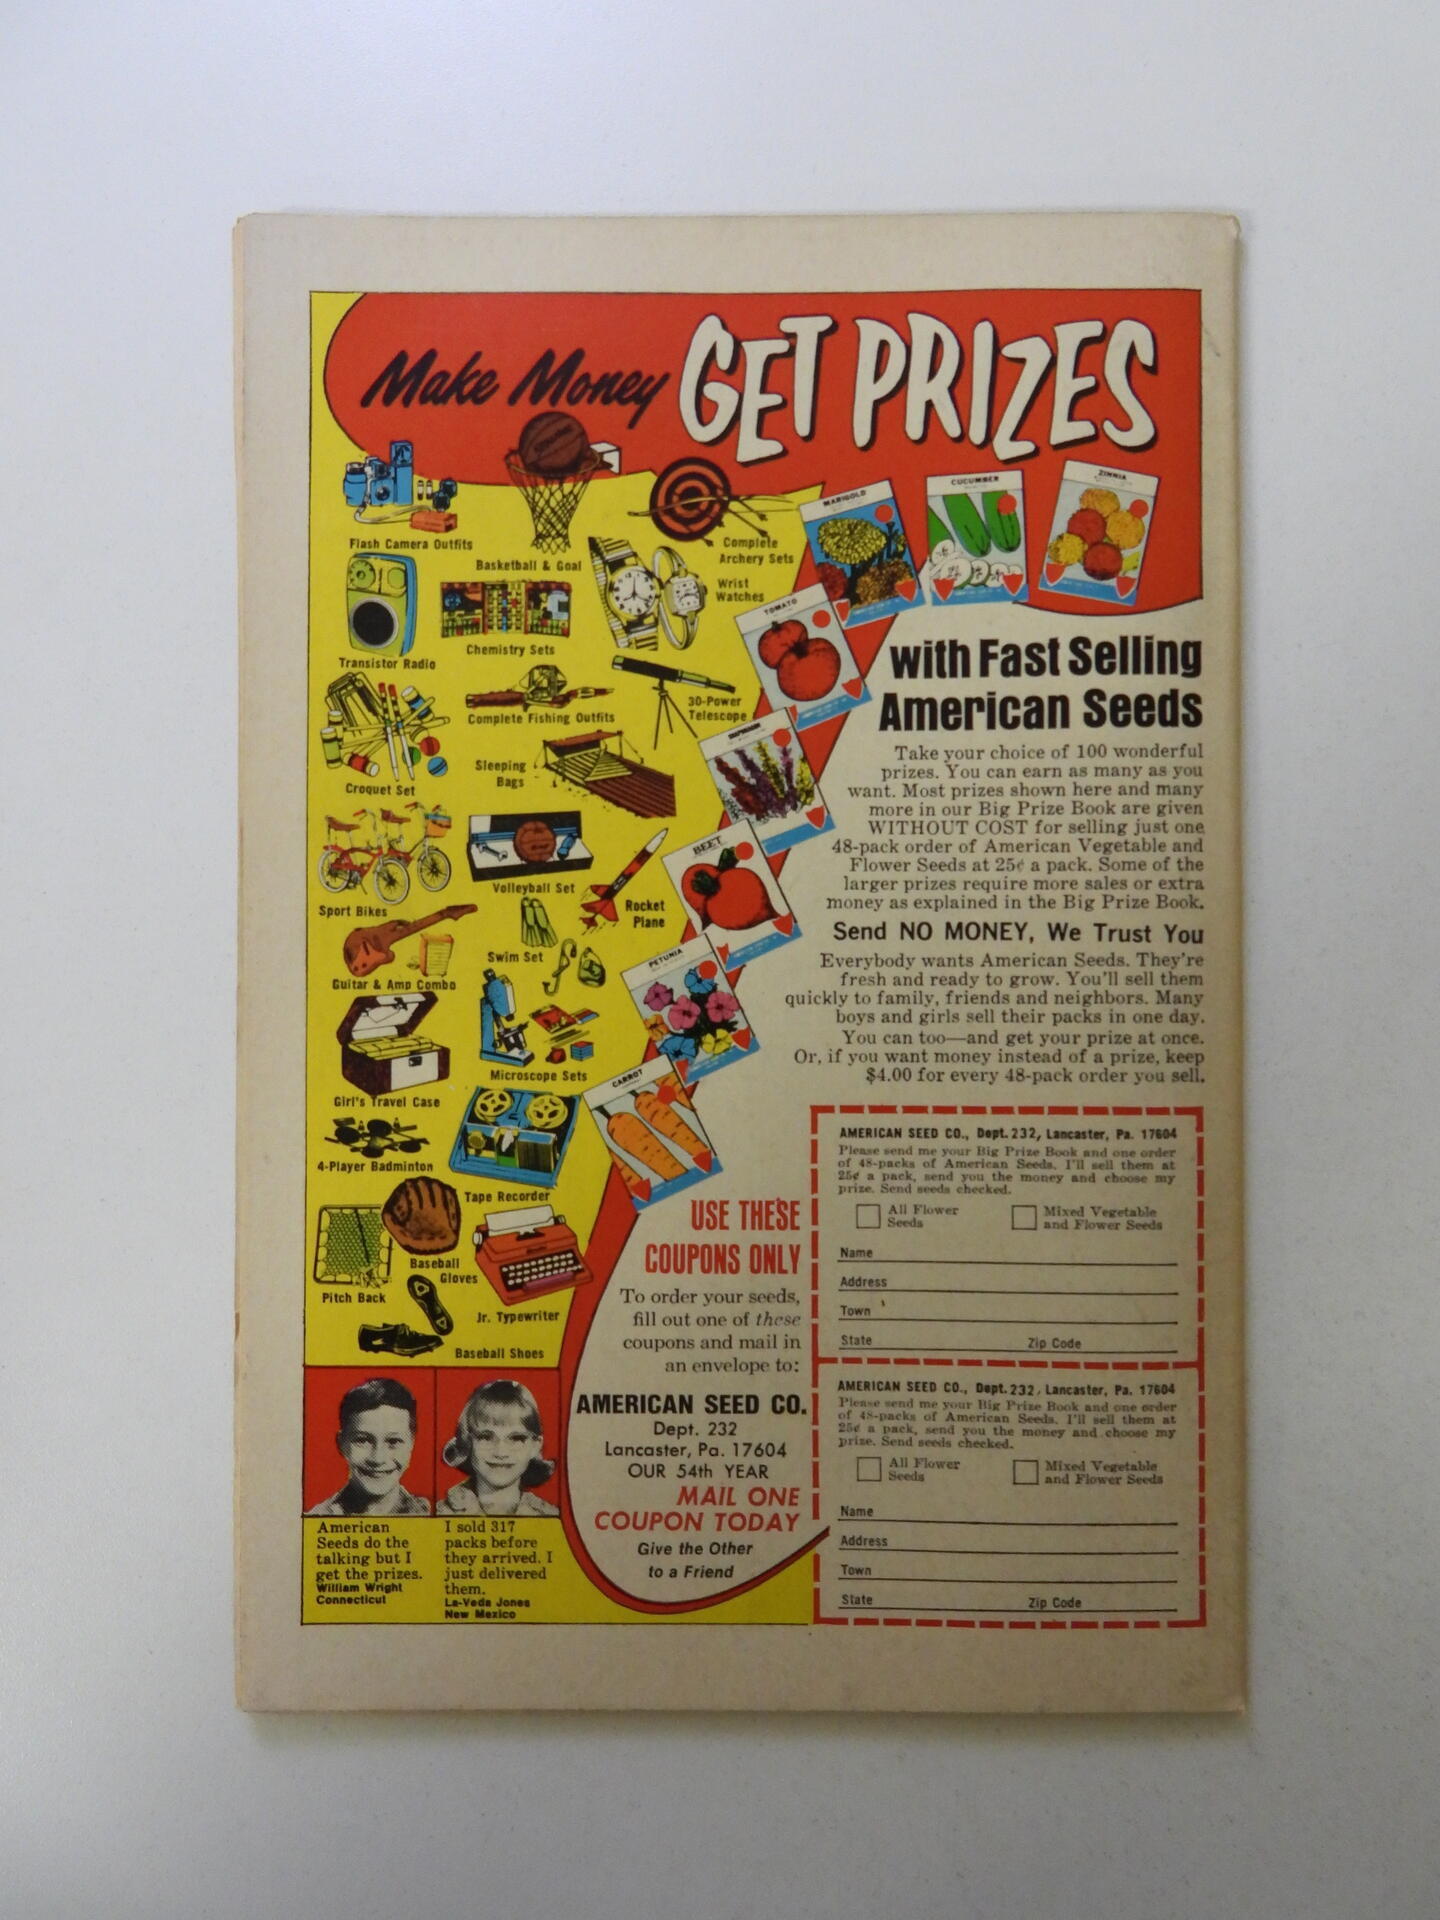 Make Money GET PRIZES
Flash Camera Outfits
Basketball & Goal
Complete
Archery Sets
Wrist
Watches
Transistor Radio
Chemistry Sets
Complete Fishing Outfits
30-Power
Telescope
Croquet Set
Sleeping
Bags
Sport Bikes
Volleyball Set
Rocket
Plane
Guitar & Amp Combo
Swim Set
Girl's Travel Case
Microscope Sets
4-Player Badminton
Tape Recorder
Pitch Back
Baseball
Gloves
Jr. Typewriter
Baseball Shoes
MARIGOLD
CUCUMBER
ZINNIA
TOMATO
BEET
PETUNIA
CARROT
with Fast Selling
American Seeds
Take your choice of 100 wonderful
prizes. You can earn as many as you
want. Most prizes shown here and many
more in our Big Prize Book are given
WITHOUT COST for selling just one
48-pack order of American Vegetable and
Flower Seeds at 25¢ a pack. Some of the
larger prizes require more sales or extra
money as explained in the Big Prize Book.
Send NO MONEY, We Trust You
Everybody wants American Seeds. They're
fresh and ready to grow. You'll sell them
quickly to family, friends and neighbors. Many
boys and girls sell their packs in one day.
You can too—and get your prize at once.
Or, if you want money instead of a prize, keep
$4.00 for every 48-pack order you sell.
USE THESE
COUPONS ONLY
To order your seeds,
fill out one of these
coupons and mail in
an envelope to:
AMERICAN SEED CO.
Dept. 232
Lancaster, Pa. 17604
OUR 54th YEAR
MAIL ONE
COUPON TODAY
Give the Other
to a Friend
American
Seeds do the
talking but I
get the prizes.
William Wright
Connecticut
I sold 317
packs before
they arrived. I
just delivered
them.
La-Veda Jones
New Mexico
AMERICAN SEED CO., Dept. 232, Lancaster, Pa. 17604
Please send me your Big Prize Book and one order
of 48-packs of American Seeds. I'll sell them at
25¢ a pack, send you the money and choose my
prize. Send seeds checked.
All Flower
Seeds
Mixed Vegetable
and Flower Seeds
Name
Address
Town
State Zip Code
AMERICAN SEED CO., Dept. 232, Lancaster, Pa. 17604
Please send me your Big Prize Book and one order
of 48-packs of American Seeds. I'll sell them at
25¢ a pack, send you the money and choose my
prize. Send seeds checked.
All Flower
Seeds
Mixed Vegetable
and Flower Seeds
Name
Address
Town
State Zip Code